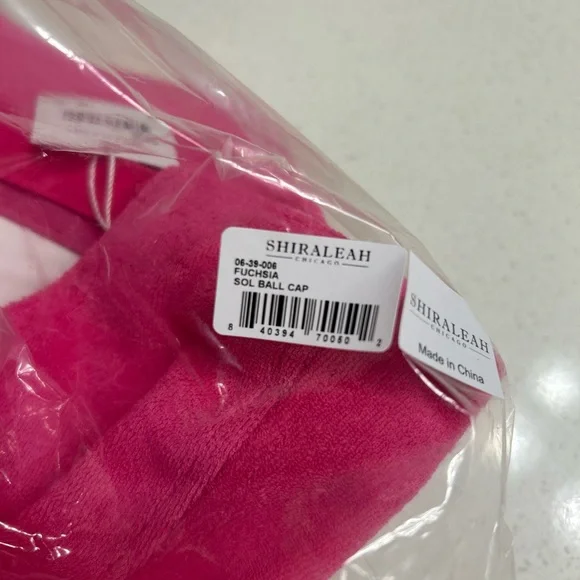 SHIRALEAH
CHICAGO
06-39-006
FUCHSIA
SOL BALL CAP
8 40394 70050 2
SHIRALEAH
CHICAGO
Made in China